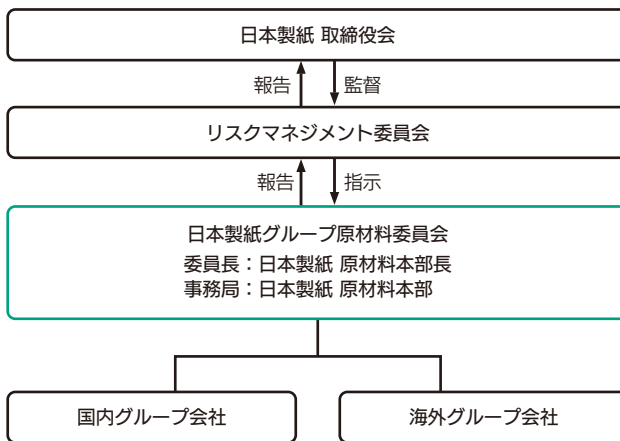 日本製紙 取締役会
報告
監督
リスクマネジメント委員会
報告
指示
日本製紙グループ原材料委員会
委員長：日本製紙 原材料本部長
事務局：日本製紙 原材料本部
国内グループ会社
海外グループ会社